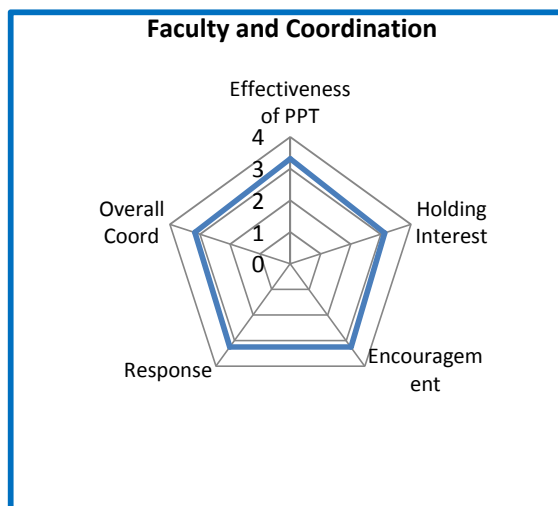 Faculty and Coordination
Effectiveness
of PPT
4
3
2
1
0
Holding
Interest
Encouragem
ent
Response
Overall
Coord